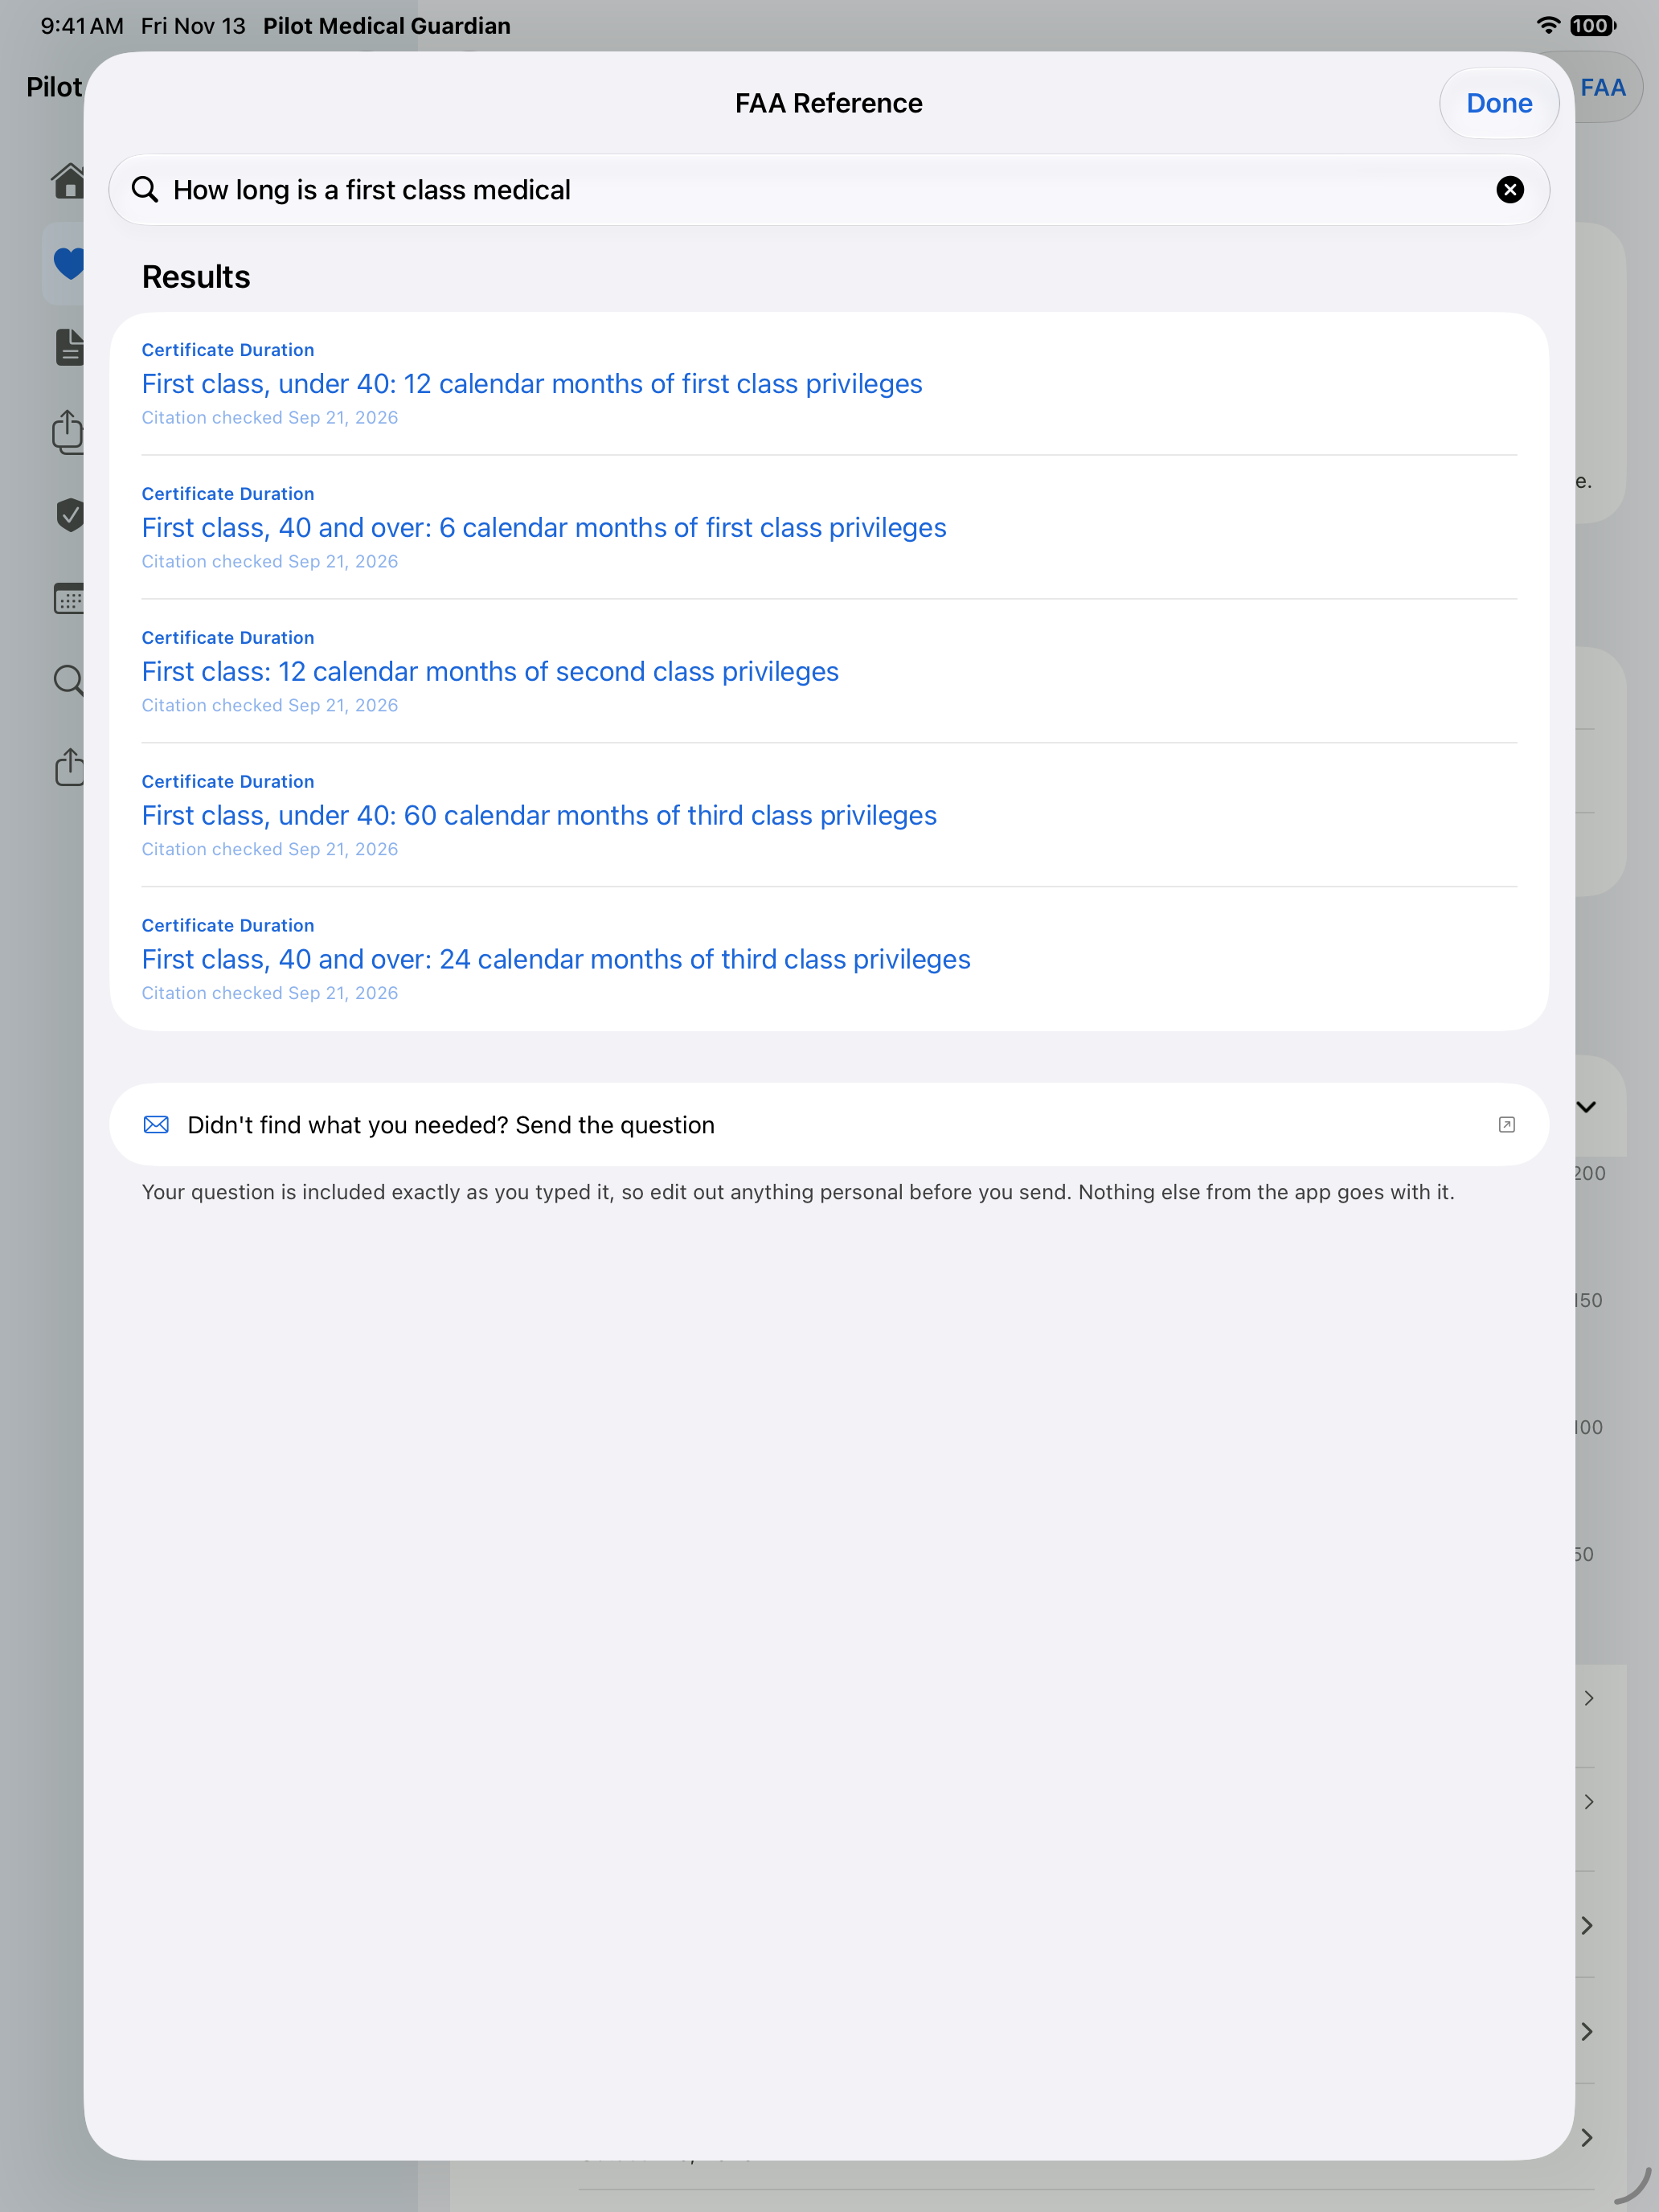 9:41 AM Fri Nov 13 Pilot Medical Guardian
100
Pilot
FAA
FAA Reference
Done
How long is a first class medical
Results
Certificate Duration
First class, under 40: 12 calendar months of first class privileges
Citation checked Sep 21, 2026
Certificate Duration
First class, 40 and over: 6 calendar months of first class privileges
Citation checked Sep 21, 2026
e.
Certificate Duration
First class: 12 calendar months of second class privileges
Citation checked Sep 21, 2026
Certificate Duration
First class, under 40: 60 calendar months of third class privileges
Citation checked Sep 21, 2026
Certificate Duration
First class, 40 and over: 24 calendar months of third class privileges
Citation checked Sep 21, 2026
Didn't find what you needed? Send the question
Your question is included exactly as you typed it, so edit out anything personal before you send. Nothing else from the app goes with it.
200
150
100
50